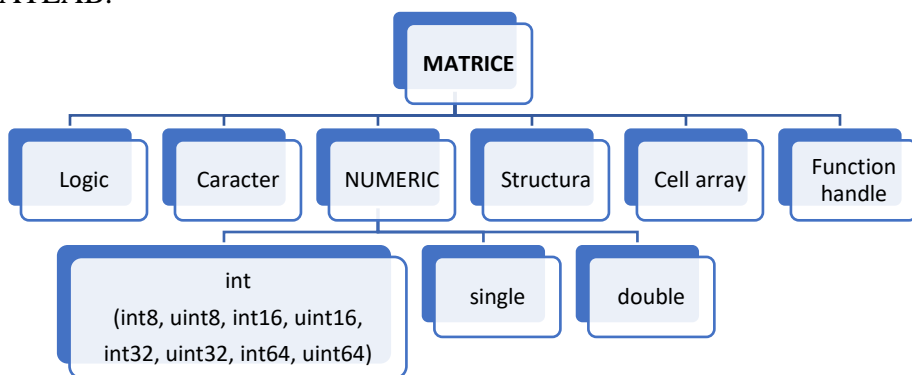 MATLAB.
MATRICE
Logic
Caracter
NUMERIC
Structura
Cell array
Function
handle
int
(int8, uint8, int16, uint16,
int32, uint32, int64, uint64)
single
double